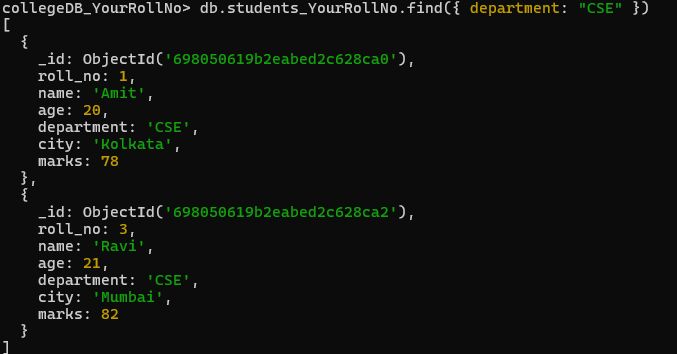 collegeDB_YourRollNo> db.students_YourRollNo.find({ department: "CSE" })
[
  {
    _id: ObjectId('698050619b2eabed2c628ca0'),
    roll_no: 1,
    name: 'Amit',
    age: 20,
    department: 'CSE',
    city: 'Kolkata',
    marks: 78
  },
  {
    _id: ObjectId('698050619b2eabed2c628ca2'),
    roll_no: 3,
    name: 'Ravi',
    age: 21,
    department: 'CSE',
    city: 'Mumbai',
    marks: 82
  }
]